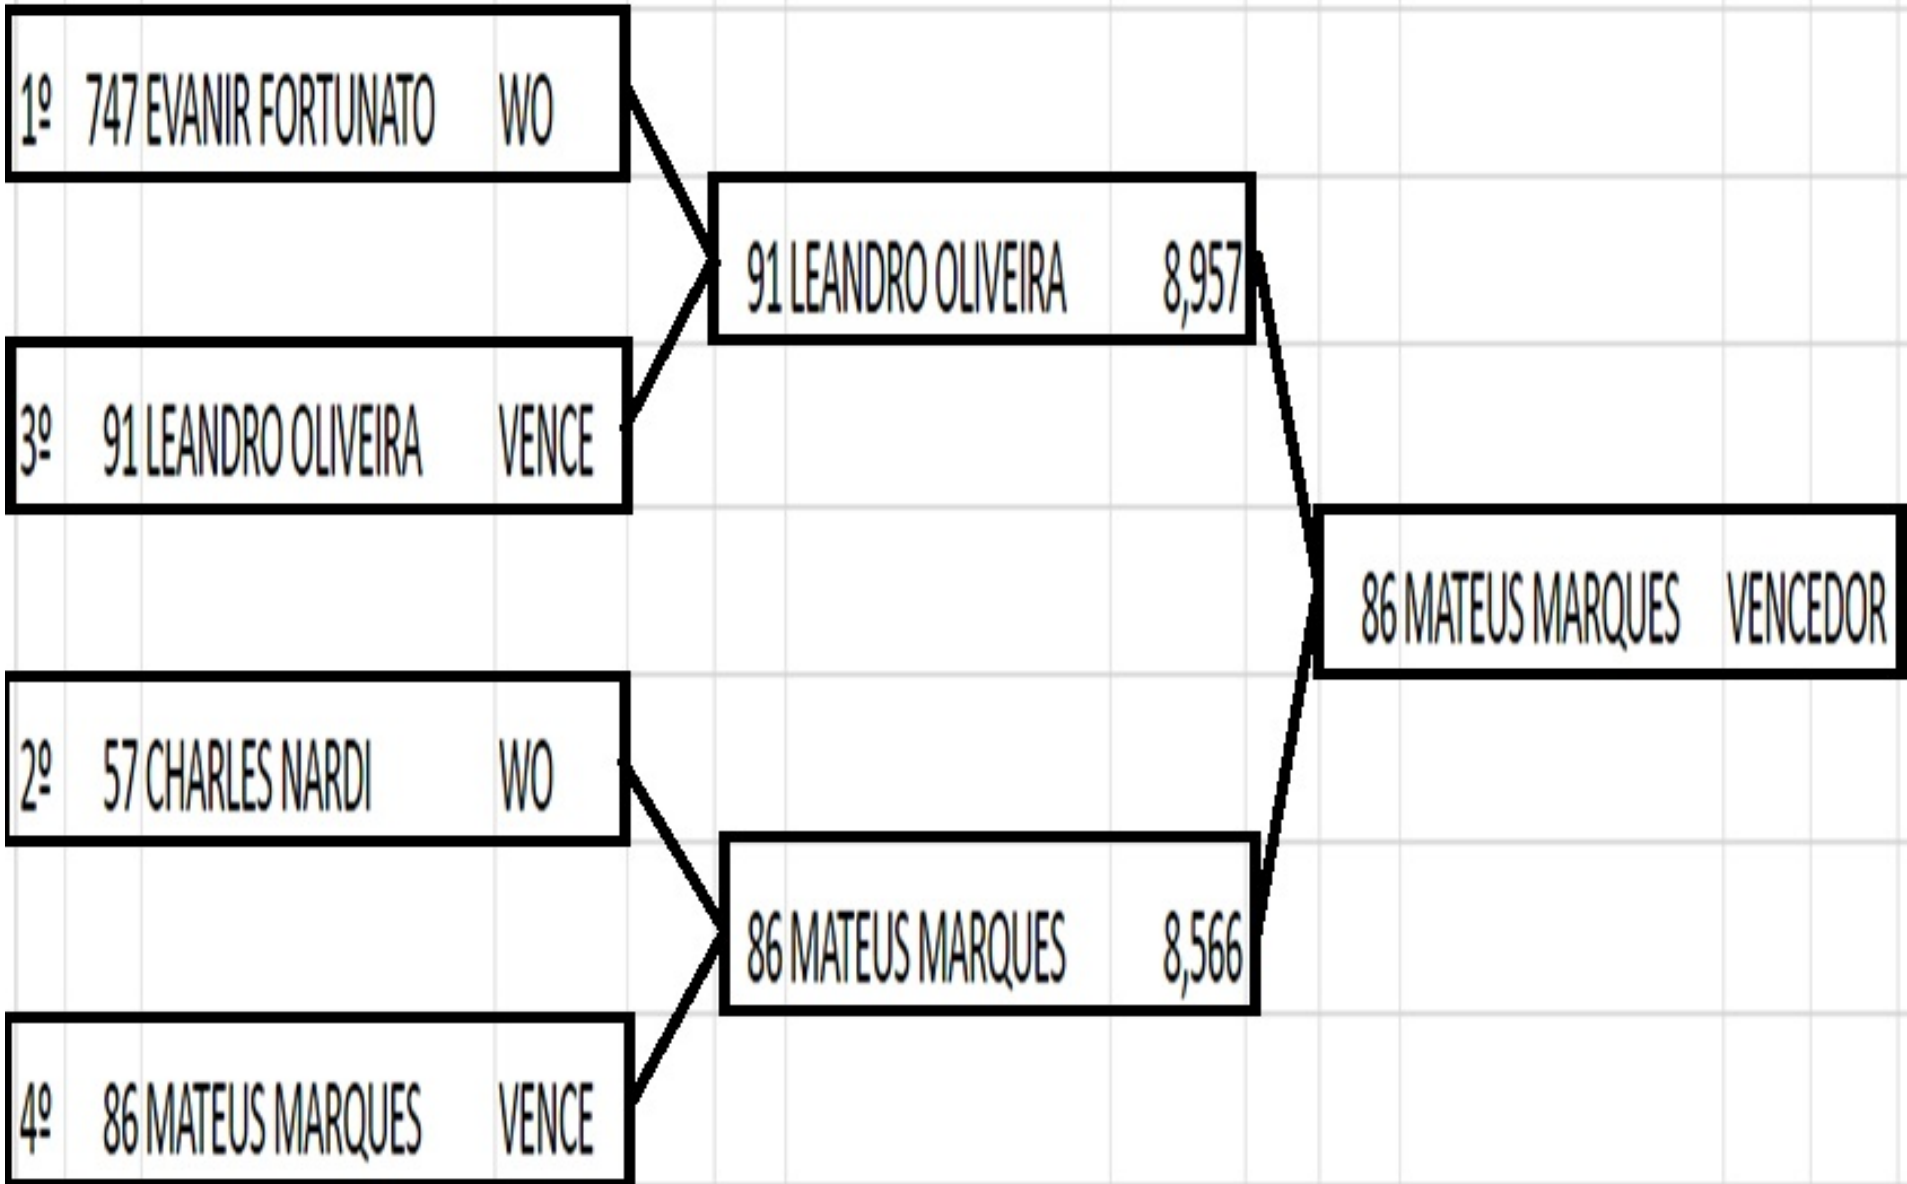 1º 747 EVANIR FORTUNATO WO
91 LEANDRO OLIVEIRA 8,957
3º 91 LEANDRO OLIVEIRA VENCE
86 MATEUS MARQUES VENCEDOR
2º 57 CHARLES NARDI WO
86 MATEUS MARQUES 8,566
4º 86 MATEUS MARQUES VENCE